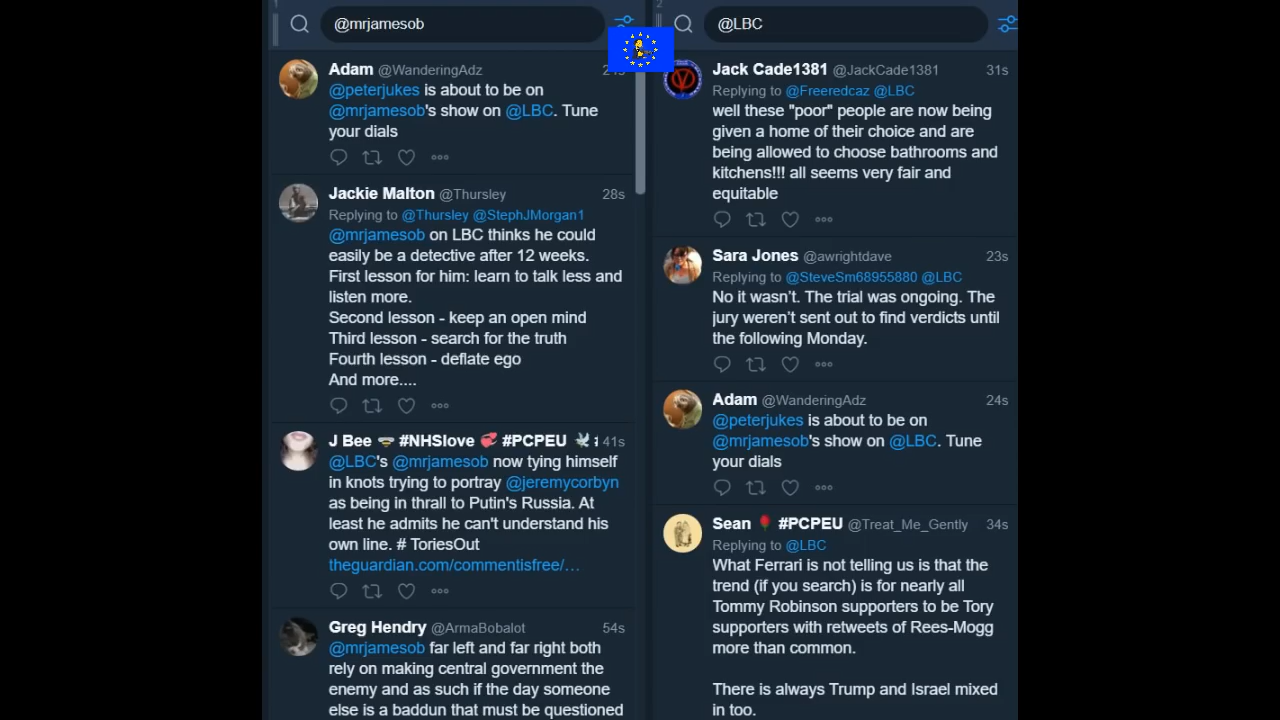 1
@mrjamesob
Adam @WanderingAdz
@peterjukes is about to be on
@mrjamesob's show on @LBC. Tune
your dials
Jackie Malton @Thursley 28s
Replying to @Thursley @StephJMorgan1
@mrjamesob on LBC thinks he could
easily be a detective after 12 weeks.
First lesson for him: learn to talk less and
listen more.
Second lesson - keep an open mind
Third lesson - search for the truth
Fourth lesson - deflate ego
And more....
J Bee 🐝 #NHSlove 💞 #PCPEU 🕊 41s
@LBC's @mrjamesob now tying himself
in knots trying to portray @jeremycorbyn
as being in thrall to Putin's Russia. At
least he admits he can't understand his
own line. # ToriesOut
theguardian.com/commentisfree/…
Greg Hendry @ArmaBobalot 54s
@mrjamesob far left and far right both
rely on making central government the
enemy and as such if the day someone
else is a baddun that must be questioned
2
@LBC
Jack Cade1381 @JackCade1381 31s
Replying to @Freeredcaz @LBC
well these "poor" people are now being
given a home of their choice and are
being allowed to choose bathrooms and
kitchens!!! all seems very fair and
equitable
Sara Jones @awrightdave 23s
Replying to @SteveSm68955880 @LBC
No it wasn't. The trial was ongoing. The
jury weren't sent out to find verdicts until
the following Monday.
Adam @WanderingAdz 24s
@peterjukes is about to be on
@mrjamesob's show on @LBC. Tune
your dials
Sean 🌹 #PCPEU @Treat_Me_Gently 34s
Replying to @LBC
What Ferrari is not telling us is that the
trend (if you search) is for nearly all
Tommy Robinson supporters to be Tory
supporters with retweets of Rees-Mogg
more than common.
There is always Trump and Israel mixed
in too.